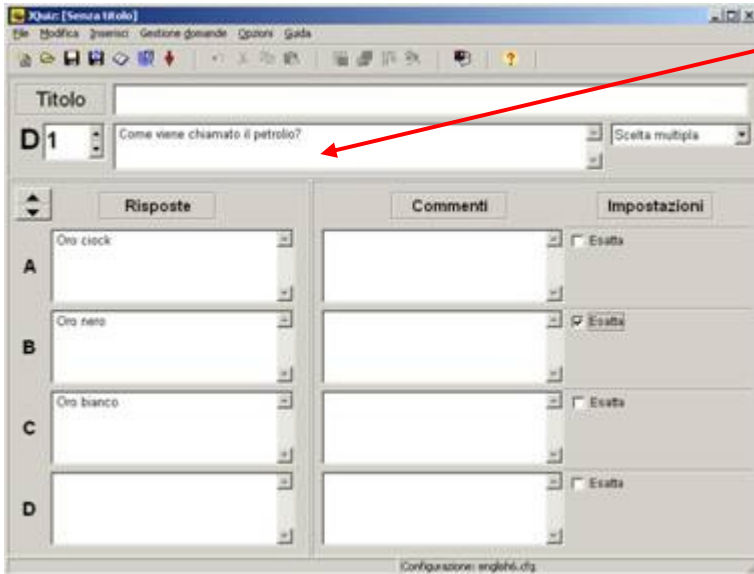 JQuiz: [Senza titolo]
File Modifica Inserisci Gestione domande Opzioni Guida
Titolo
D 1 Come viene chiamato il petrolio? Scelta multipla
Risposte Commenti Impostazioni
A Oro ciock Esatta
B Oro nero Esatta
C Oro bianco Esatta
D Esatta
Configurazione: english6.cfg